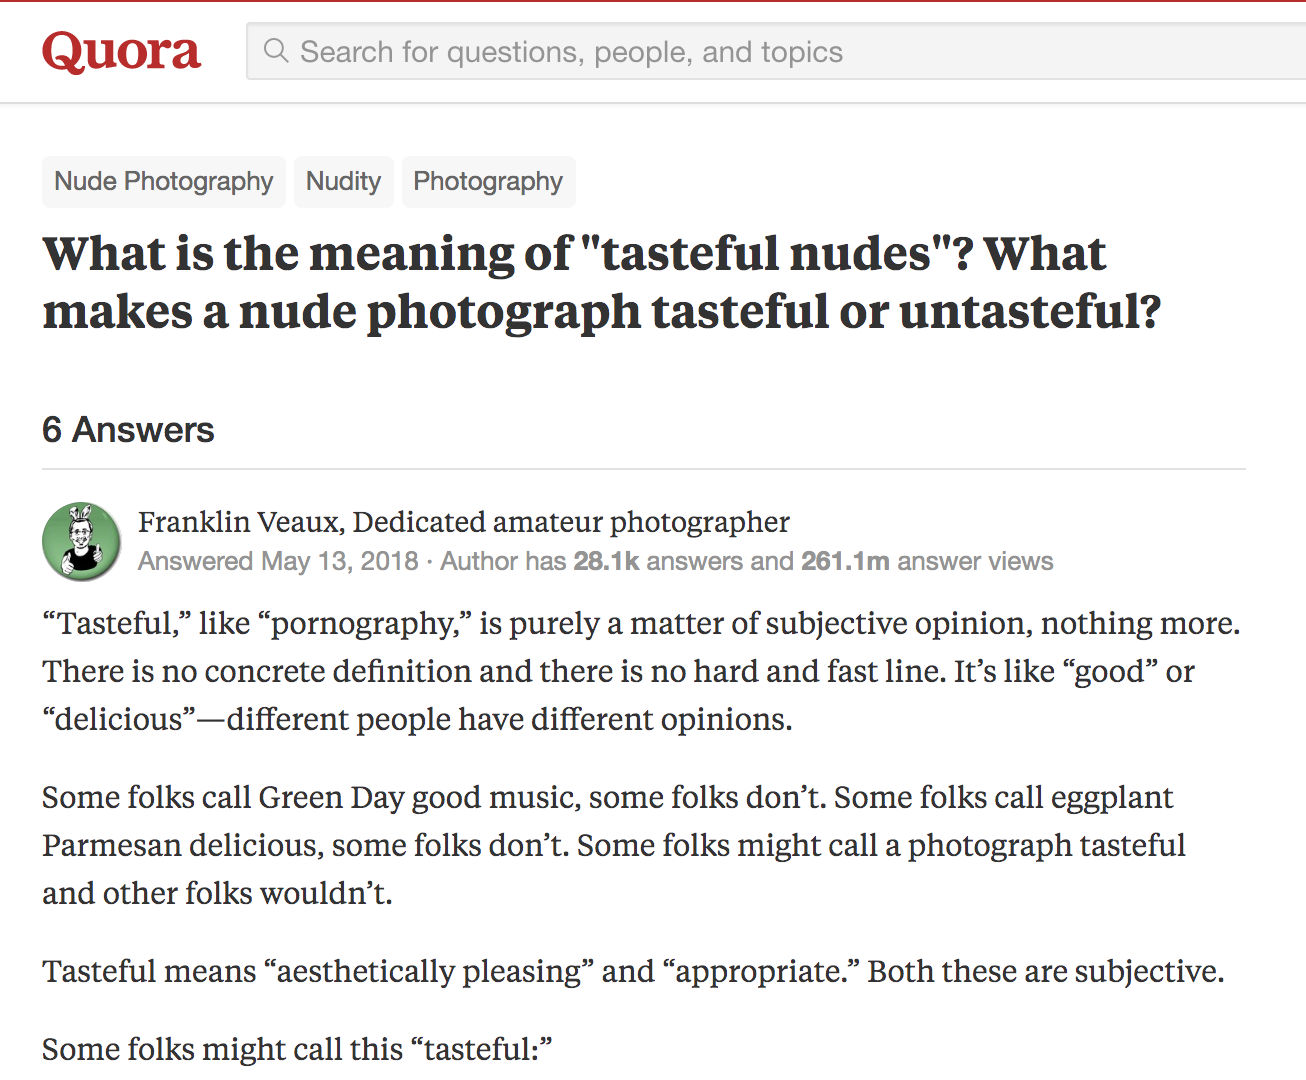 Quora
Search for questions, people, and topics
Nude Photography Nudity Photography
What is the meaning of "tasteful nudes"? What
makes a nude photograph tasteful or untasteful?
6 Answers
Franklin Veaux, Dedicated amateur photographer
Answered May 13, 2018 · Author has 28.1k answers and 261.1m answer views
“Tasteful,” like “pornography,” is purely a matter of subjective opinion, nothing more.
There is no concrete definition and there is no hard and fast line. It’s like “good” or
“delicious”—different people have different opinions.
Some folks call Green Day good music, some folks don’t. Some folks call eggplant
Parmesan delicious, some folks don’t. Some folks might call a photograph tasteful
and other folks wouldn’t.
Tasteful means “aesthetically pleasing” and “appropriate.” Both these are subjective.
Some folks might call this “tasteful:”